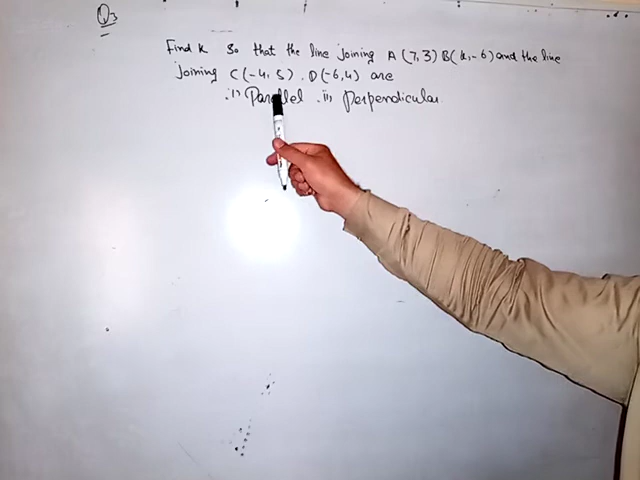 Q3
Find k so that the line joining A(7,3) B(k,-6) and the line
joining C(-4,5) . D(-6,4) are
.i) Parallel .ii) Perpendicular